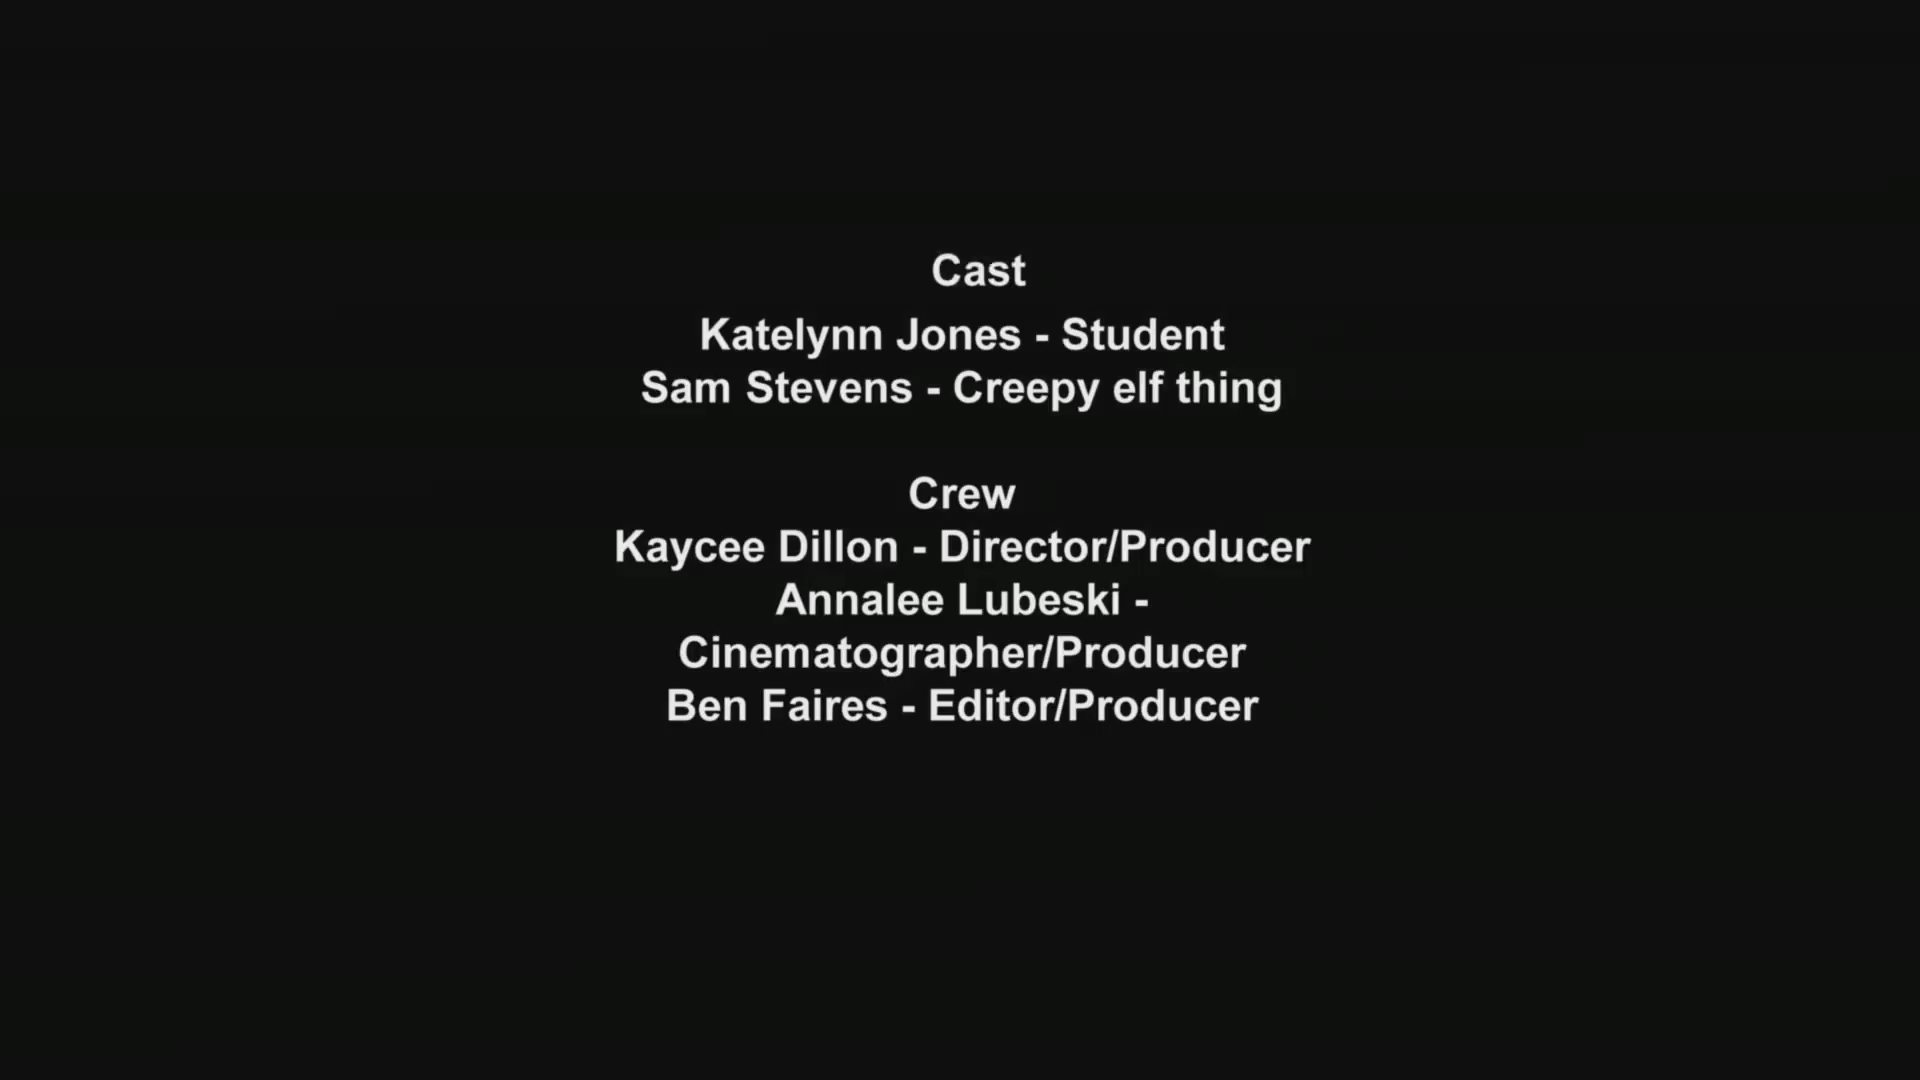 Cast
Katelynn Jones - Student
Sam Stevens - Creepy elf thing
Crew
Kaycee Dillon - Director/Producer
Annalee Lubeski -
Cinematographer/Producer
Ben Faires - Editor/Producer